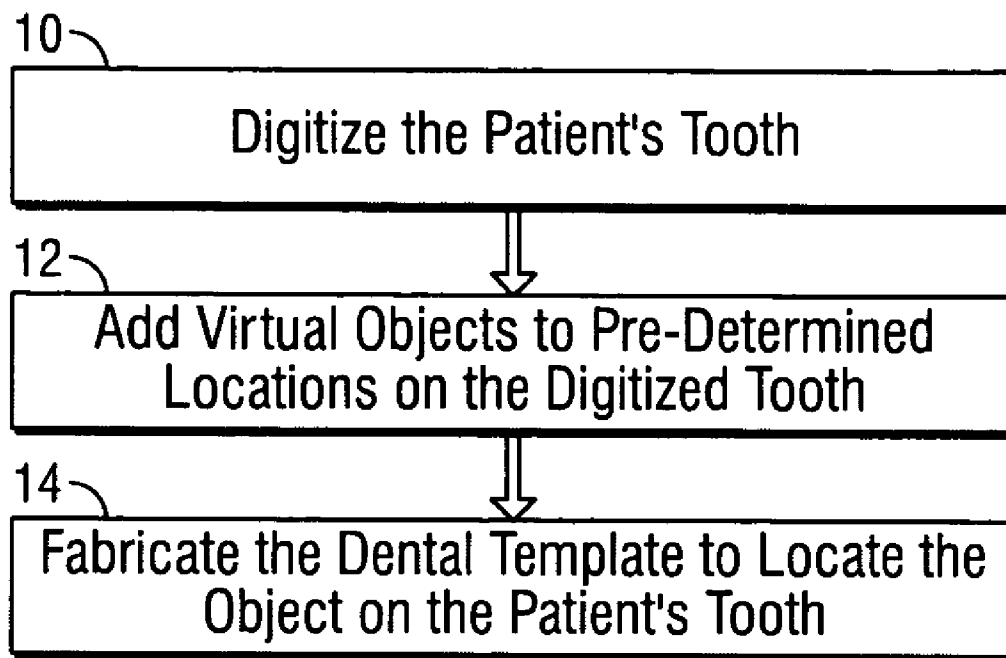 10
Digitize the Patient's Tooth
12
Add Virtual Objects to Pre-Determined
Locations on the Digitized Tooth
14
Fabricate the Dental Template to Locate the
Object on the Patient's Tooth